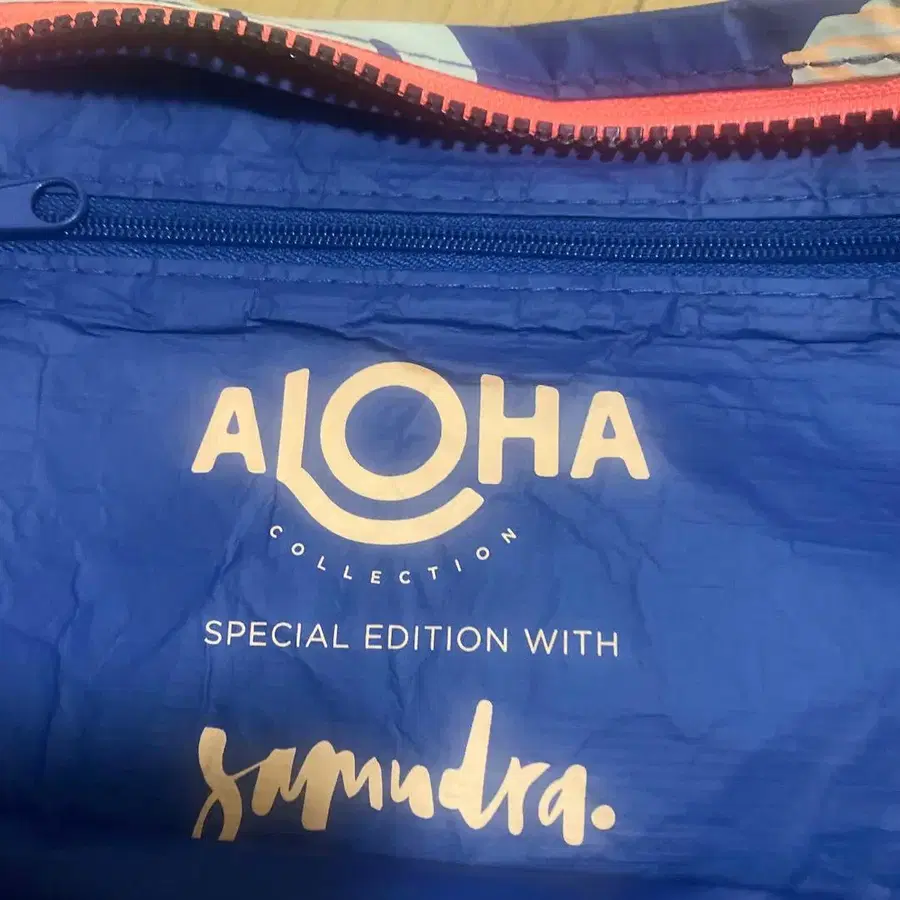 ALOHA
COLLECTION
SPECIAL EDITION WITH
samudra.